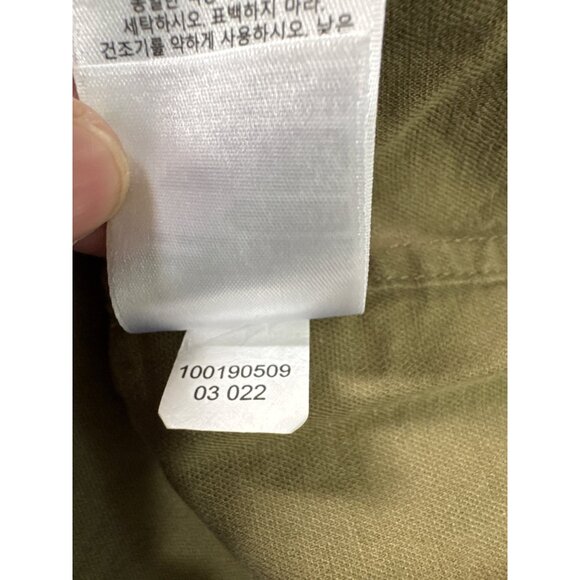 세탁하시오. 표백하지 마라.
건조기를 약하게 사용하시오. 낮은
100190509
03 022